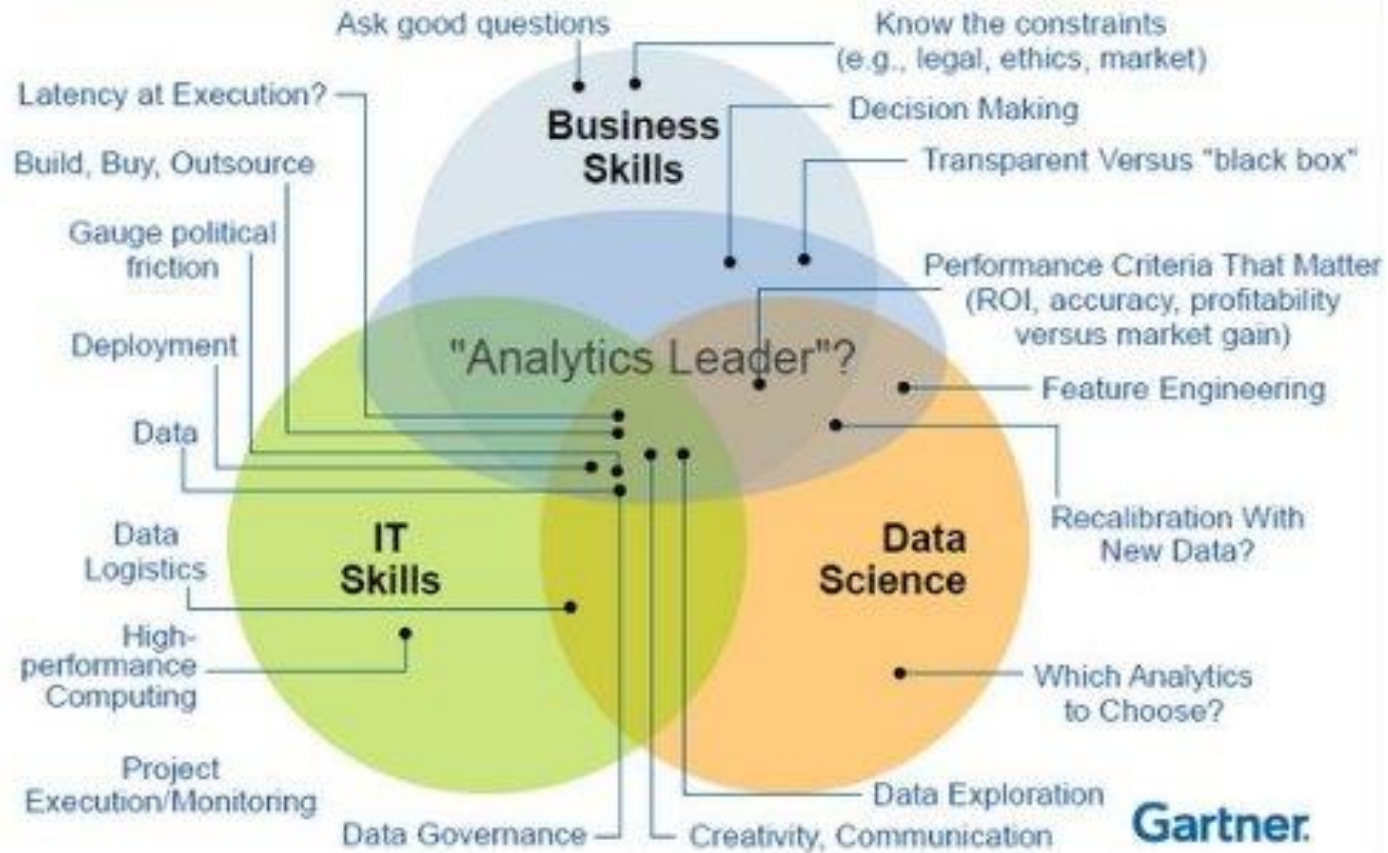 Ask good questions
Know the constraints
(e.g., legal, ethics, market)
Latency at Execution?
Decision Making
Business
Skills
Build, Buy, Outsource
Transparent Versus "black box"
Gauge political
friction
Performance Criteria That Matter
(ROI, accuracy, profitability
versus market gain)
Deployment
"Analytics Leader"?
Feature Engineering
Data
IT
Skills
Data
Science
Recalibration With
New Data?
Data
Logistics
High-
performance
Computing
Which Analytics
to Choose?
Project
Execution/Monitoring
Data Exploration
Data Governance
Creativity, Communication
Gartner.